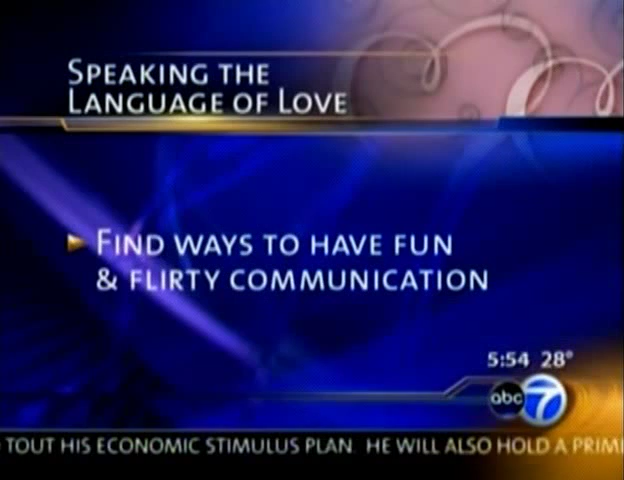 SPEAKING THE
LANGUAGE OF LOVE
FIND WAYS TO HAVE FUN
& FLIRTY COMMUNICATION
5:54 28°
abc 7
TOUT HIS ECONOMIC STIMULUS PLAN. HE WILL ALSO HOLD A